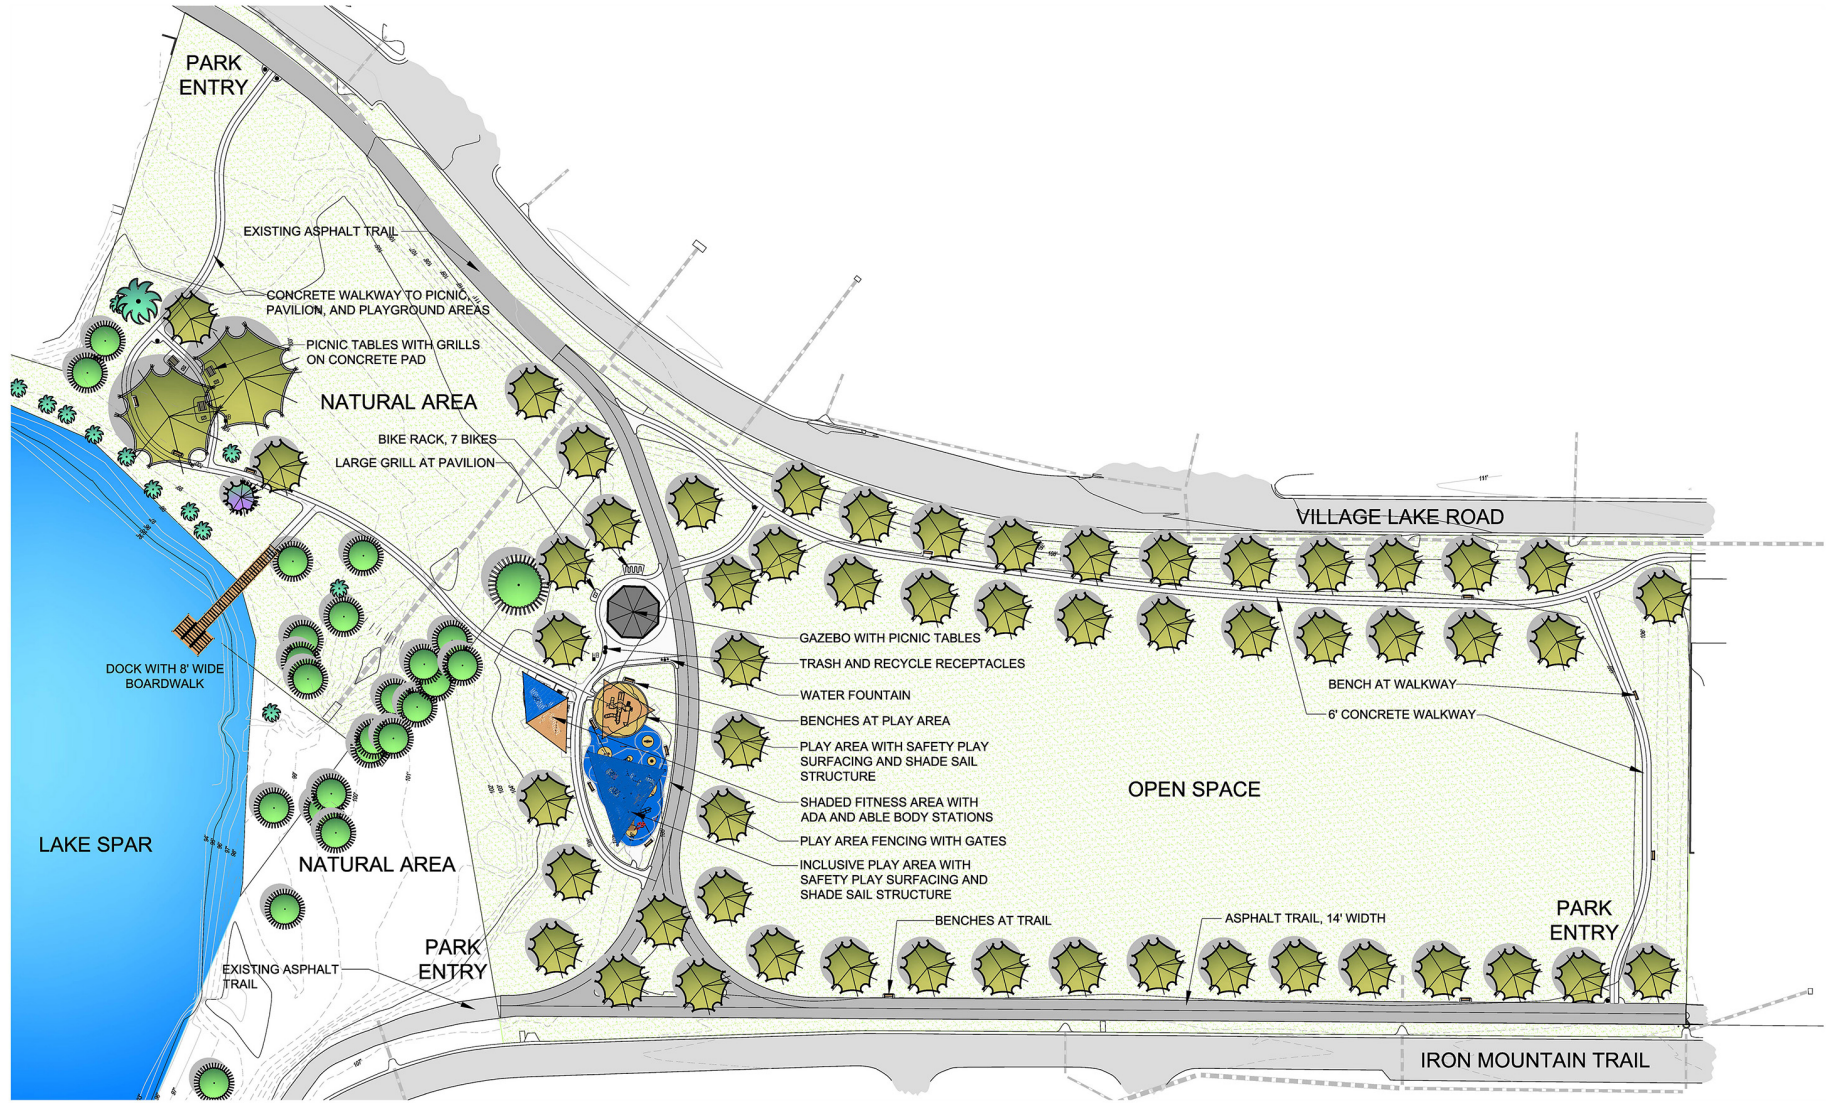 PARK
ENTRY
EXISTING ASPHALT TRAIL
CONCRETE WALKWAY TO PICNIC,
PAVILION, AND PLAYGROUND AREAS
PICNIC TABLES WITH GRILLS
ON CONCRETE PAD
NATURAL AREA
BIKE RACK, 7 BIKES
LARGE GRILL AT PAVILION
111'
VILLAGE LAKE ROAD
GAZEBO WITH PICNIC TABLES
TRASH AND RECYCLE RECEPTACLES
WATER FOUNTAIN
BENCHES AT PLAY AREA
PLAY AREA WITH SAFETY PLAY
SURFACING AND SHADE SAIL
STRUCTURE
SHADED FITNESS AREA WITH
ADA AND ABLE BODY STATIONS
PLAY AREA FENCING WITH GATES
INCLUSIVE PLAY AREA WITH
SAFETY PLAY SURFACING AND
SHADE SAIL STRUCTURE
DOCK WITH 8' WIDE
BOARDWALK
BENCH AT WALKWAY
6' CONCRETE WALKWAY
OPEN SPACE
LAKE SPAR
NATURAL AREA
BENCHES AT TRAIL
ASPHALT TRAIL, 14' WIDTH
PARK
ENTRY
PARK
ENTRY
EXISTING ASPHALT
TRAIL
IRON MOUNTAIN TRAIL